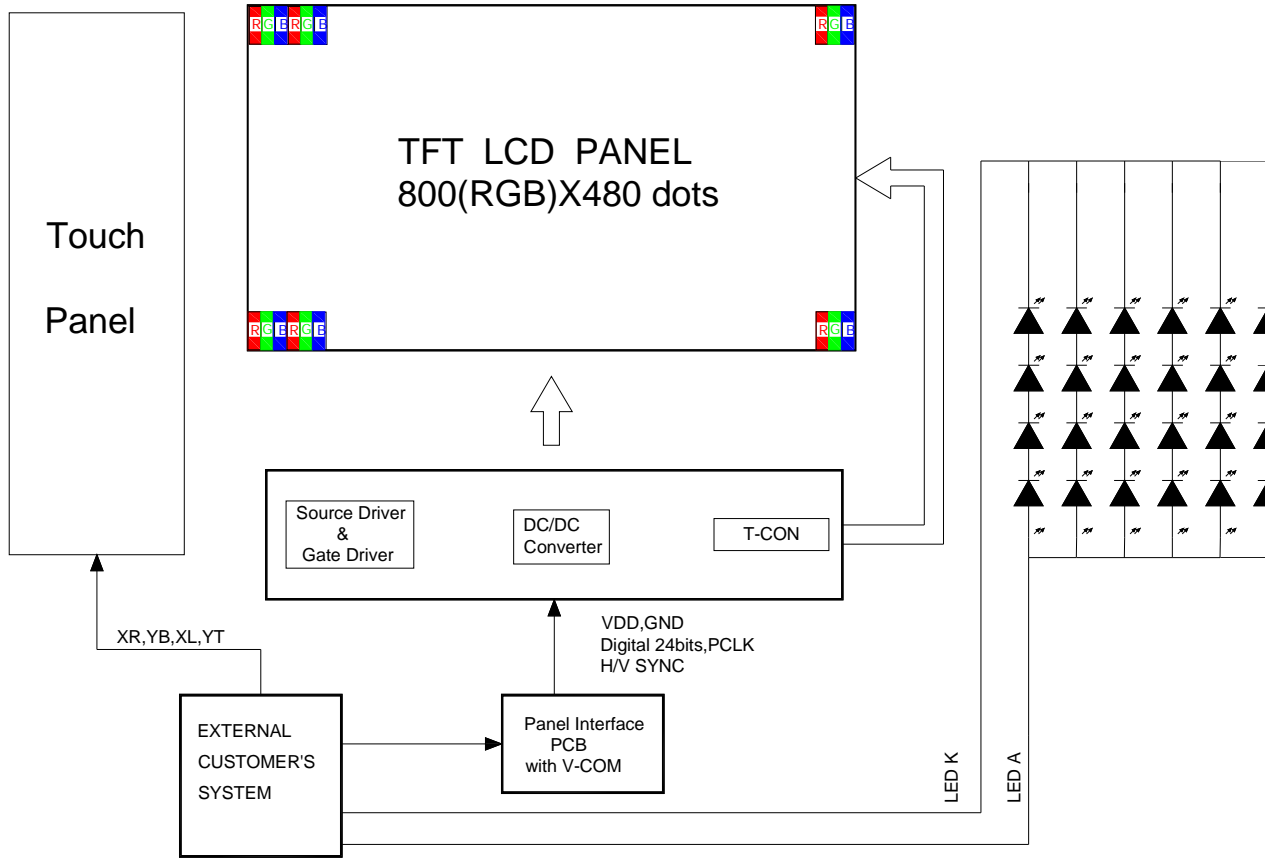 RGBRGB
RGB
TFT LCD PANEL
800(RGB)X480 dots
Touch
Panel
RGBRGB
RGB
Source Driver
&
Gate Driver
DC/DC
Converter
T-CON
XR,YB,XL,YT
VDD,GND
Digital 24bits,PCLK
H/V SYNC
EXTERNAL
CUSTOMER'S
SYSTEM
Panel Interface
PCB
with V-COM
LED K
LED A